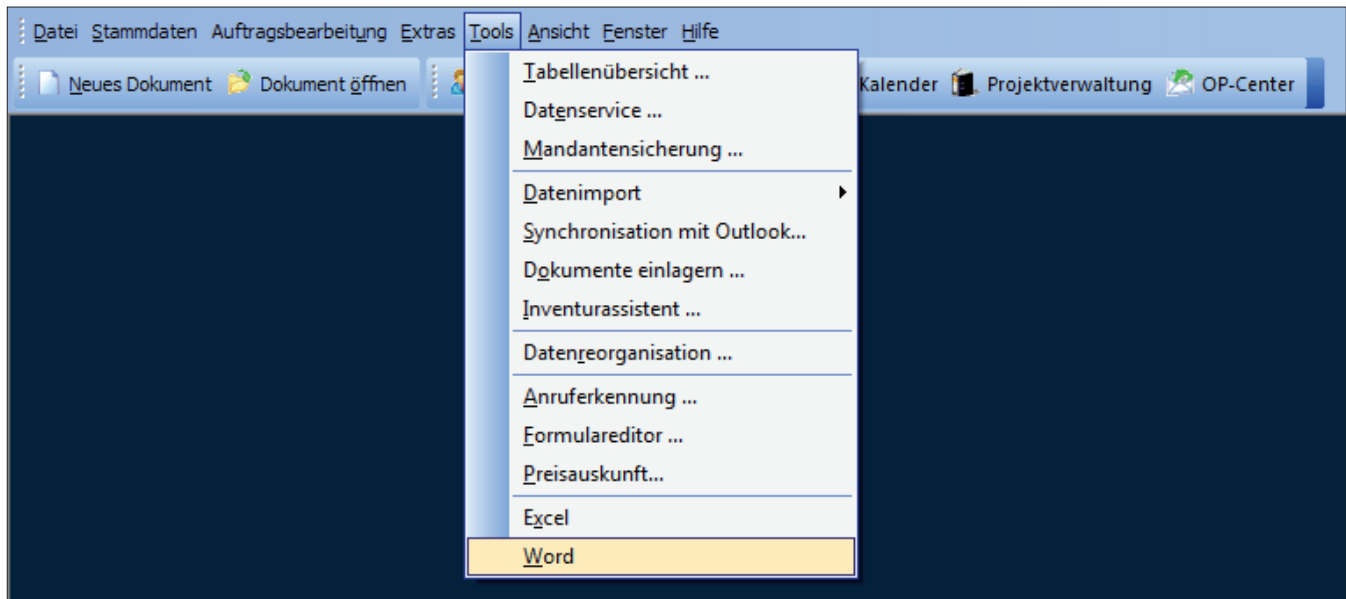 Datei Stammdaten Auftragsbearbeitung Extras Tools Ansicht Fenster Hilfe
Neues Dokument Dokument öffnen Kalender Projektverwaltung OP-Center
Tabellenübersicht ...
Datenservice ...
Mandantensicherung ...
Datenimport
Synchronisation mit Outlook...
Dokumente einlagern ...
Inventurassistent ...
Datenreorganisation ...
Anruferkennung ...
Formulareditor ...
Preisauskunft...
Excel
Word